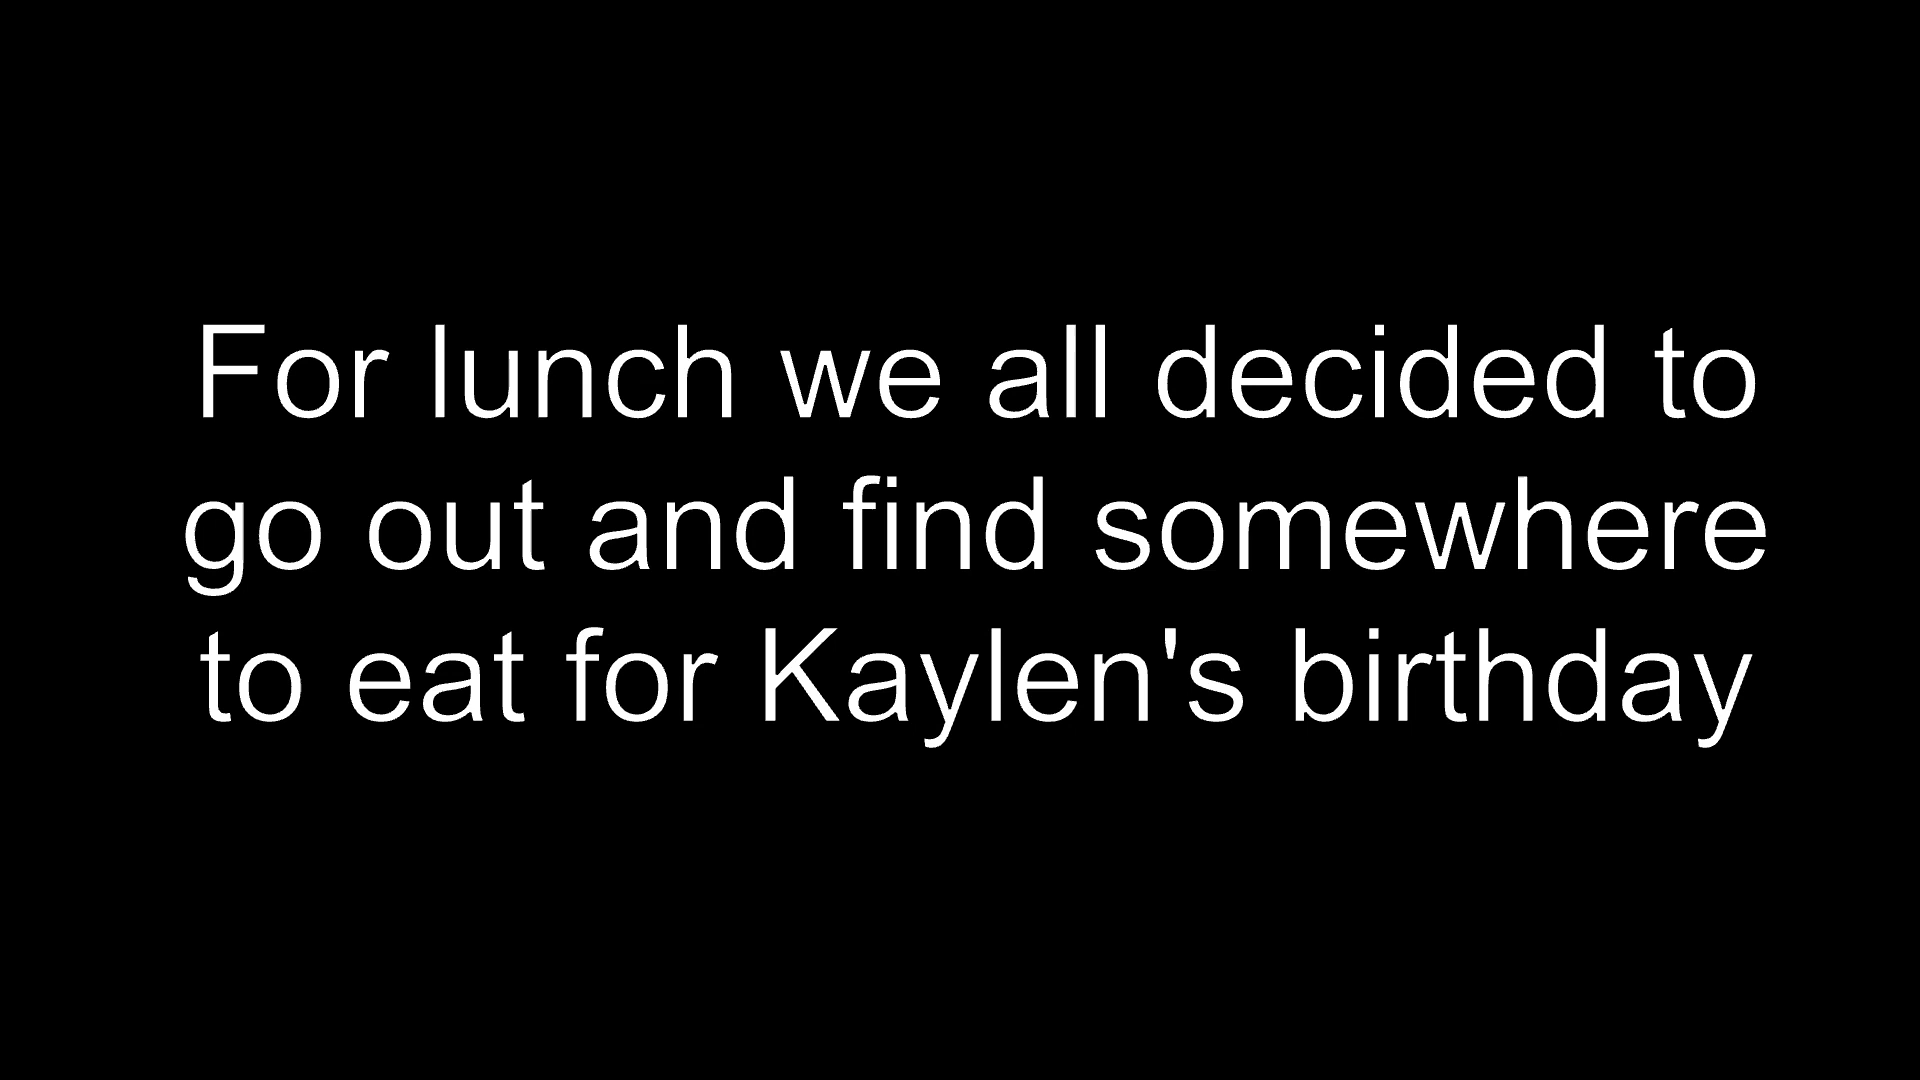 For lunch we all decided to
go out and find somewhere
to eat for Kaylen's birthday